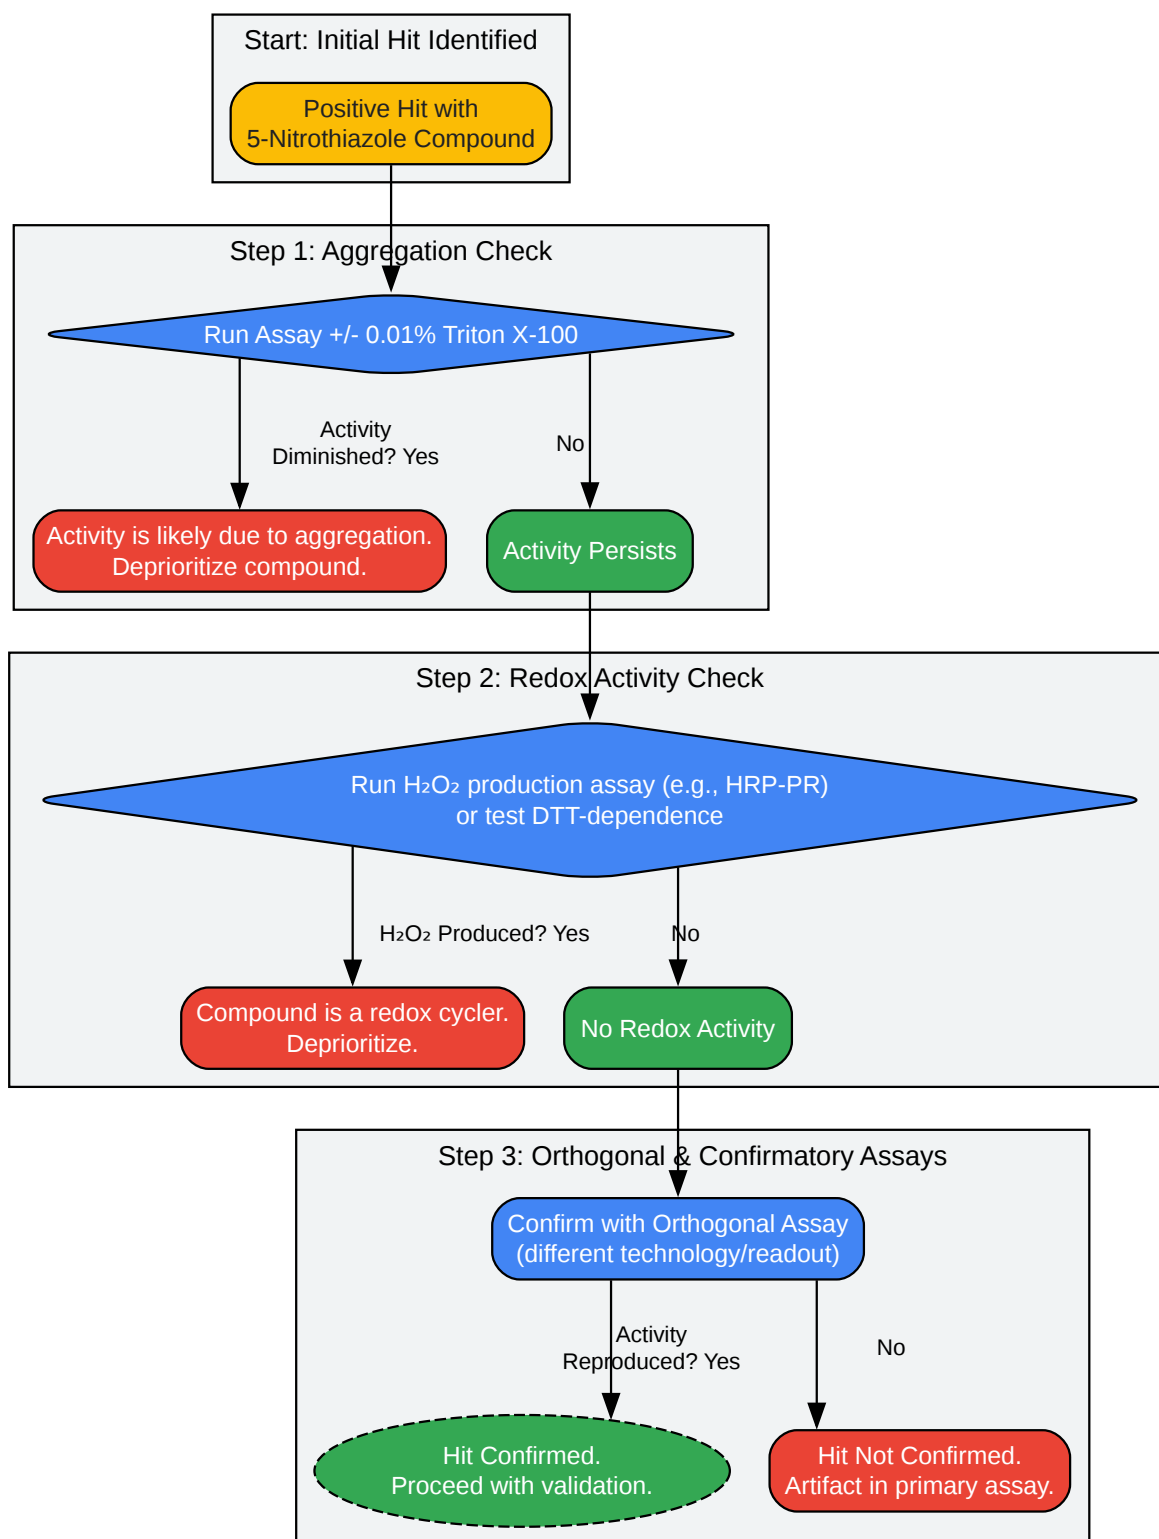 Start: Initial Hit Identified
Positive Hit with
5-Nitrothiazole Compound
Step 1: Aggregation Check
Run Assay +/- 0.01% Triton X-100
Activity
Diminished? Yes
No
Activity is likely due to aggregation.
Deprioritize compound.
Activity Persists
Step 2: Redox Activity Check
Run H₂O₂ production assay (e.g., HRP-PR)
or test DTT-dependence
H₂O₂ Produced? Yes
No
Compound is a redox cycler.
Deprioritize.
No Redox Activity
Step 3: Orthogonal & Confirmatory Assays
Confirm with Orthogonal Assay
(different technology/readout)
Activity
Reproduced? Yes
No
Hit Confirmed.
Proceed with validation.
Hit Not Confirmed.
Artifact in primary assay.